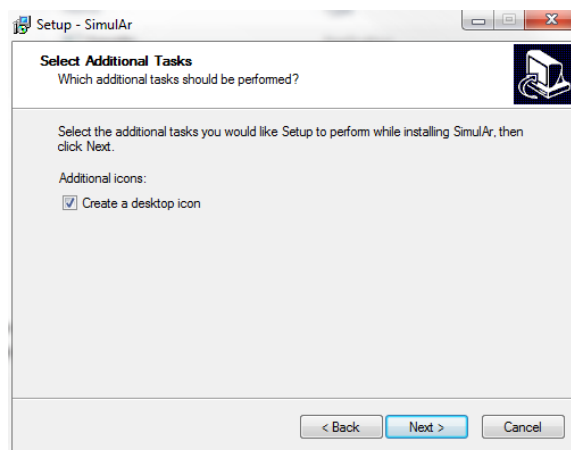 Setup - SimulAr
Select Additional Tasks
Which additional tasks should be performed?
Select the additional tasks you would like Setup to perform while installing SimulAr, then
click Next.
Additional icons:
Create a desktop icon
< Back
Next >
Cancel